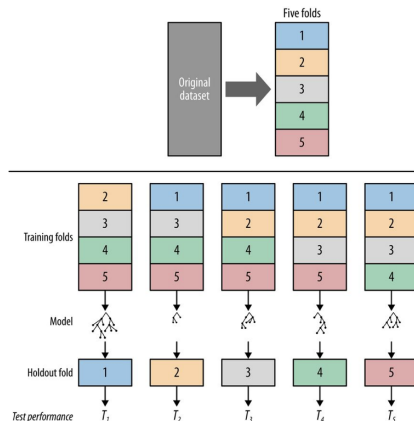 Five folds
1
2
Original
dataset
3
4
5
2 1 1 1 1
3 3 2 2 2
Training folds
4 4 4 3 3
5 5 5 5 4
Model
Holdout fold 1 2 3 4 5
Test performance T1 T2 T3 T4 T5